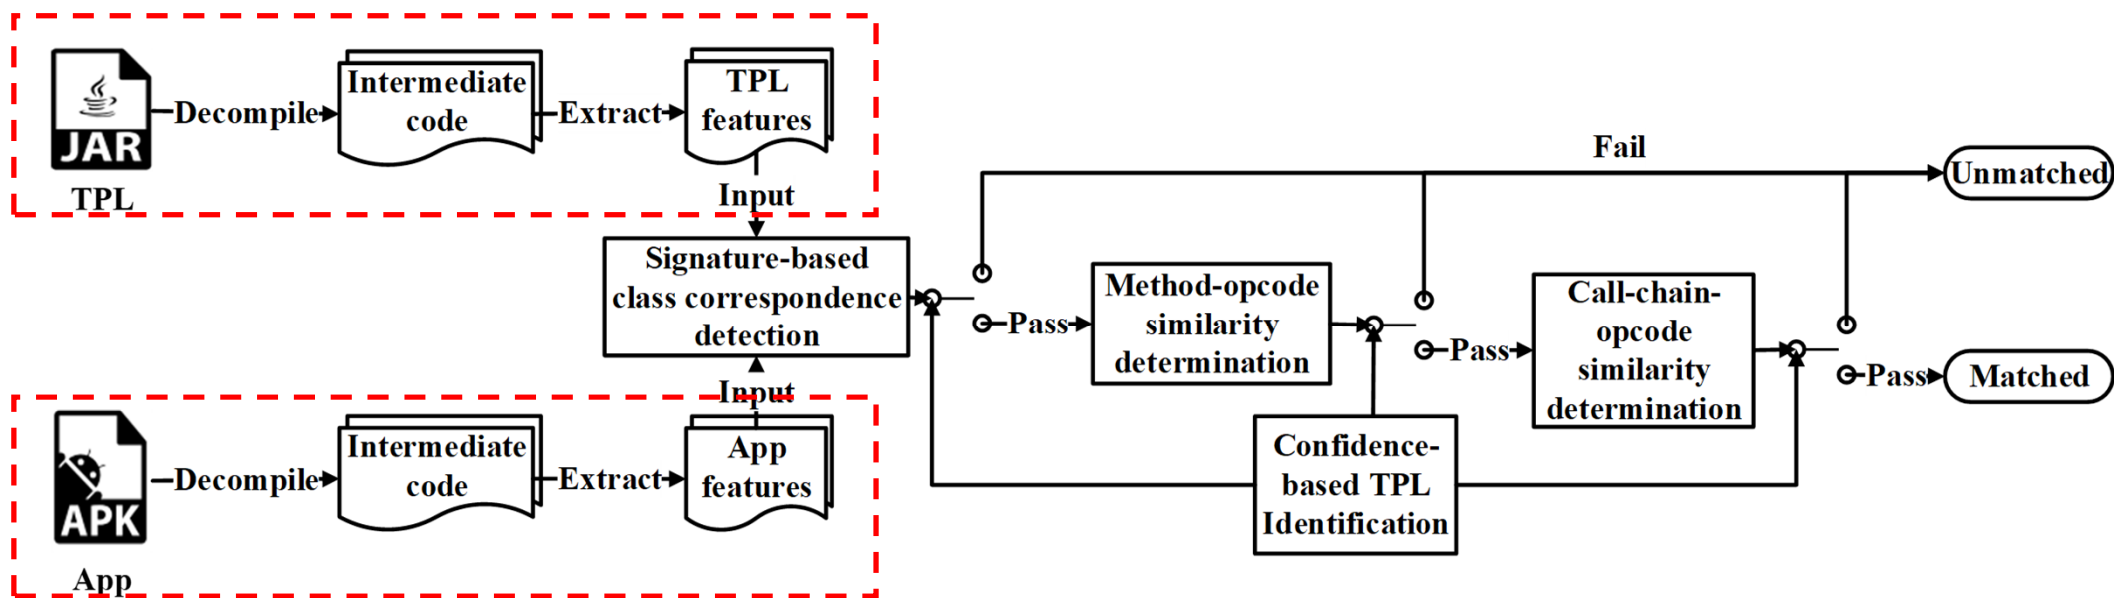 JAR
TPL
Decompile
Intermediate
code
Extract
TPL
features
Input
Signature-based
class correspondence
detection
Input
APK
App
Decompile
Intermediate
code
Extract
App
features
Pass
Method-opcode
similarity
determination
Pass
Call-chain-
opcode
similarity
determination
Confidence-
based TPL
Identification
Fail
Unmatched
Pass
Matched